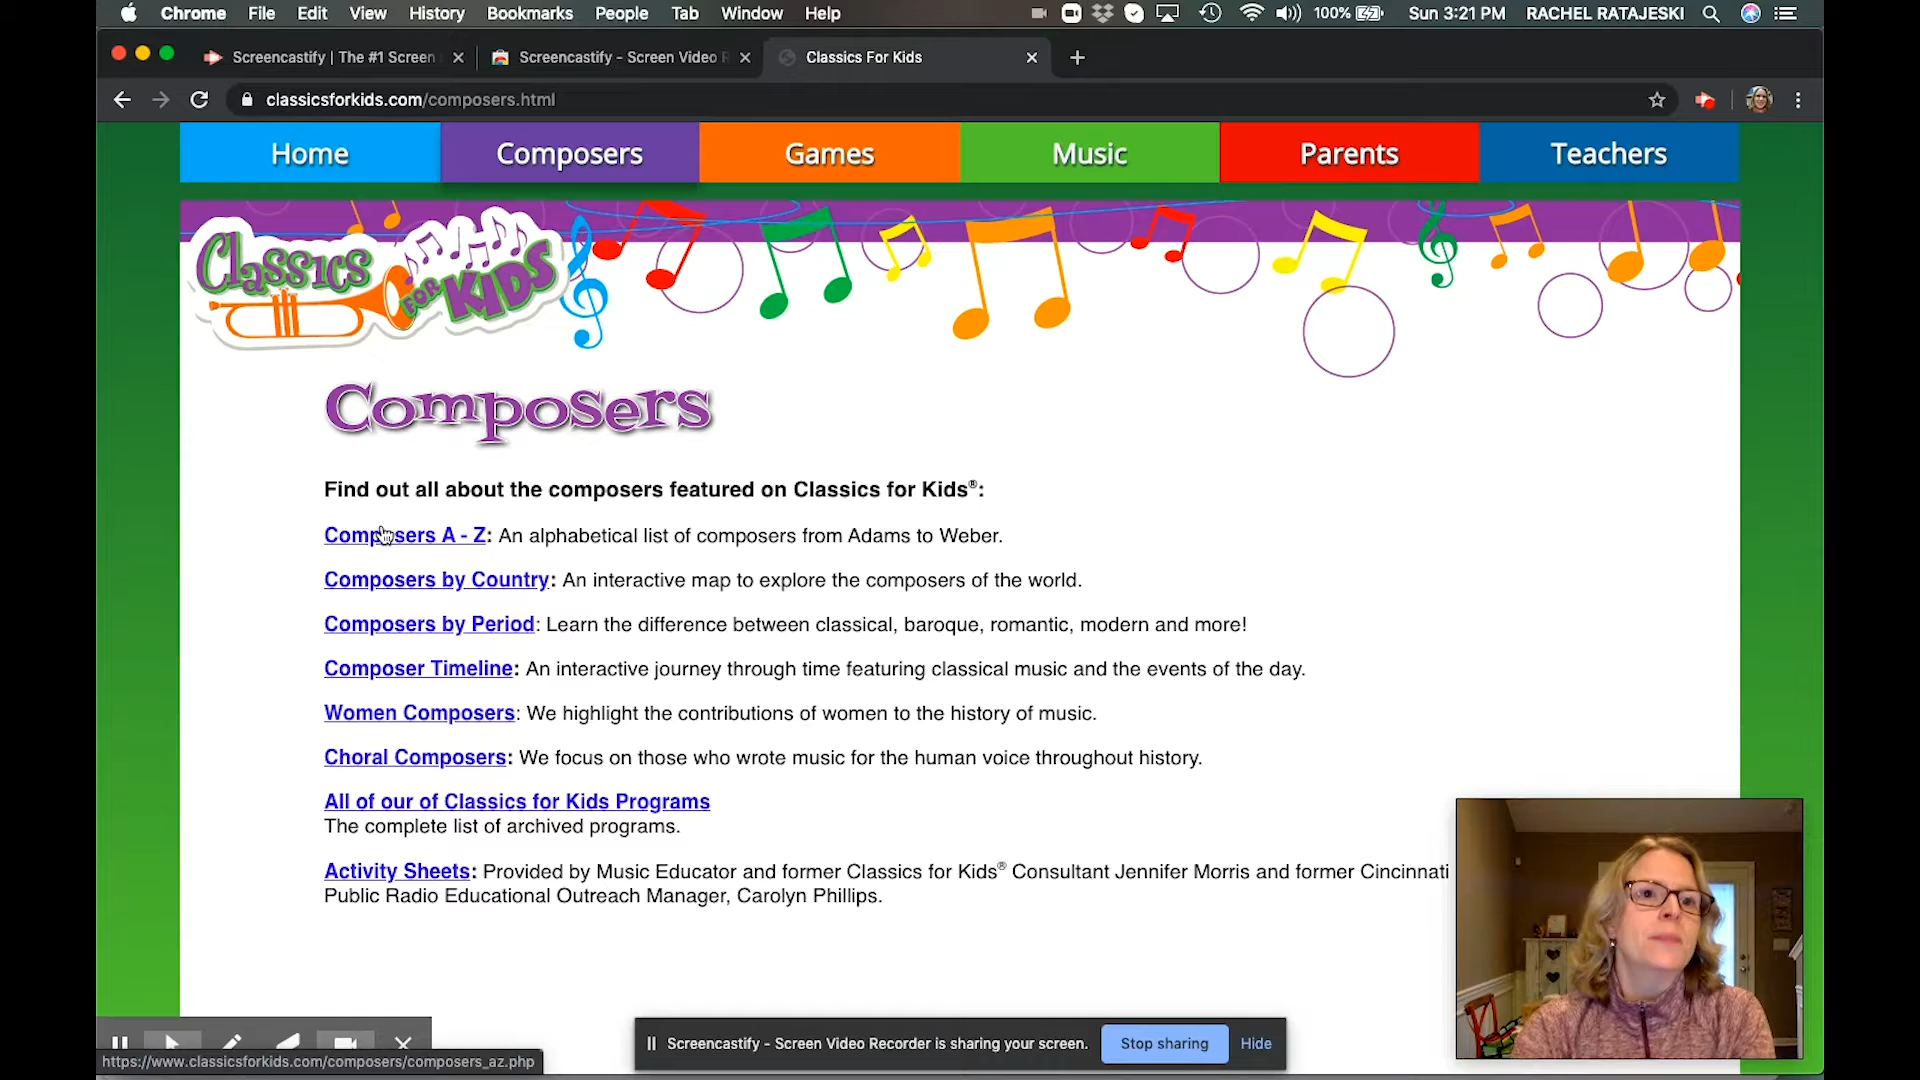 Chrome File Edit View History Bookmarks People Tab Window Help 100% Sun 3:21 PM RACHEL RATAJESKI
Screencastify | The #1 Screen Screencastify - Screen Video R Classics For Kids
classicsforkids.com/composers.html
Home Composers Games Music Parents Teachers
Classics FOR KIDS
Composers
Find out all about the composers featured on Classics for Kids®:
Composers A - Z: An alphabetical list of composers from Adams to Weber.
Composers by Country: An interactive map to explore the composers of the world.
Composers by Period: Learn the difference between classical, baroque, romantic, modern and more!
Composer Timeline: An interactive journey through time featuring classical music and the events of the day.
Women Composers: We highlight the contributions of women to the history of music.
Choral Composers: We focus on those who wrote music for the human voice throughout history.
All of our of Classics for Kids Programs
The complete list of archived programs.
Activity Sheets: Provided by Music Educator and former Classics for Kids® Consultant Jennifer Morris and former Cincinnati
Public Radio Educational Outreach Manager, Carolyn Phillips.
Screencastify - Screen Video Recorder is sharing your screen. Stop sharing Hide
https://www.classicsforkids.com/composers/composers_az.php